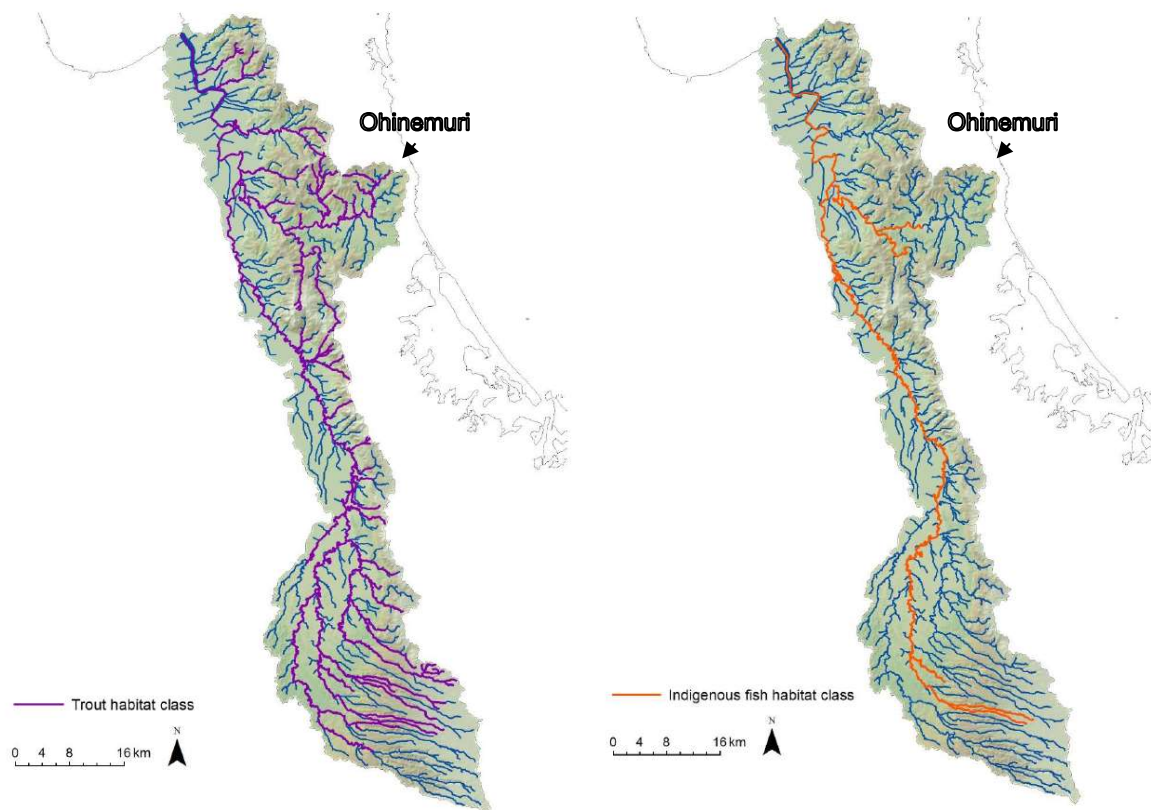 Ohinemuri
Trout habitat class
N
0 4 8 16 km
Ohinemuri
Indigenous fish habitat class
N
0 4 8 16 km